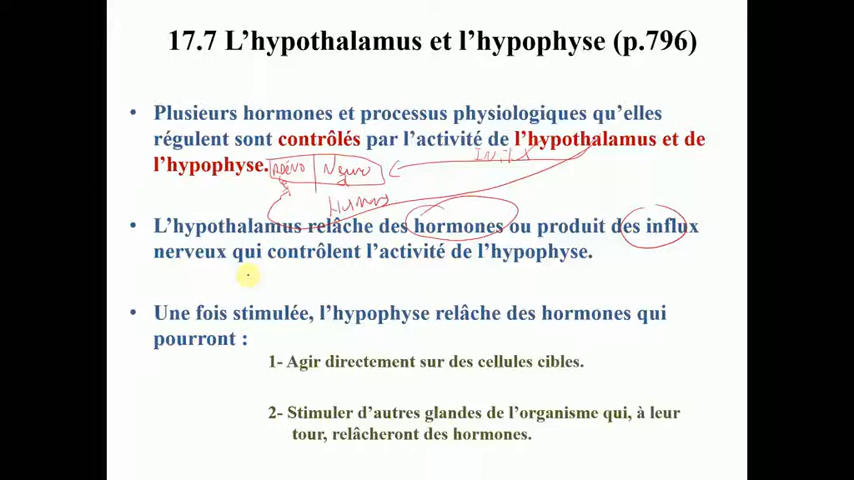 17.7 L’hypothalamus et l’hypophyse (p.796)
• Plusieurs hormones et processus physiologiques qu’elles
régulent sont contrôlés par l’activité de l’hypothalamus et de
INFLX
l’hypophyse. ADÉNO Neuro
• L’hypothalamus relâche des hormones ou produit des influx
nerveux qui contrôlent l’activité de l’hypophyse.
• Une fois stimulée, l’hypophyse relâche des hormones qui
pourront :
1- Agir directement sur des cellules cibles.
2- Stimuler d’autres glandes de l’organisme qui, à leur
tour, relâcheront des hormones.